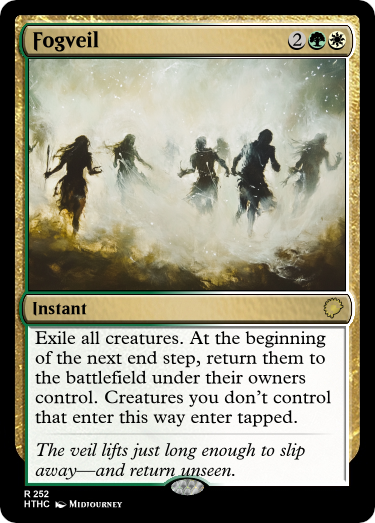 Fogveil 2
Instant
Exile all creatures. At the beginning
of the next end step, return them to
the battlefield under their owners
control. Creatures you don't control
that enter this way enter tapped.
The veil lifts just long enough to slip
away—and return unseen.
R 252
HTHC MIDJOURNEY